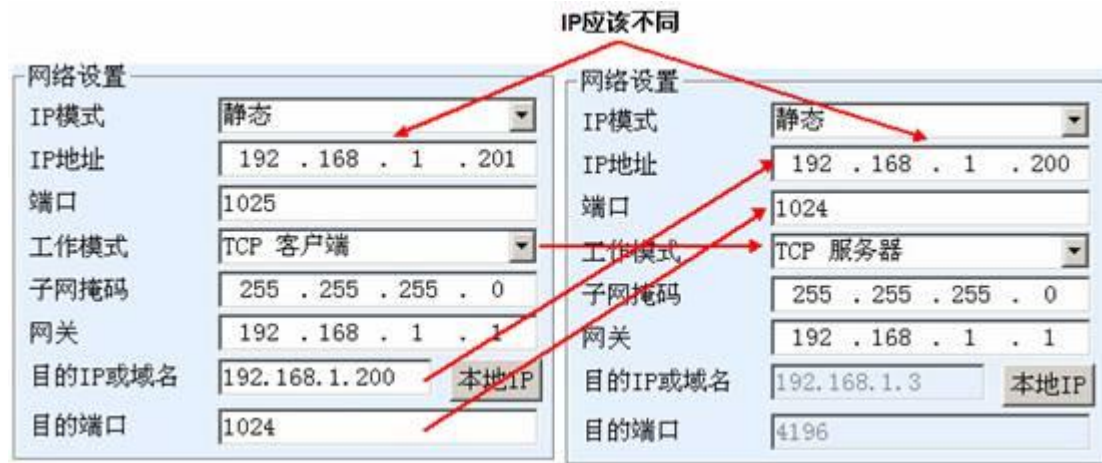 IP应该不同
网络设置
IP模式 静态
IP地址 192 . 168 . 1 . 201
端口 1025
工作模式 TCP 客户端
子网掩码 255 . 255 . 255 . 0
网关 192 . 168 . 1 . 1
目的IP或域名 192.168.1.200 本地IP
目的端口 1024
网络设置
IP模式 静态
IP地址 192 . 168 . 1 . 200
端口 1024
工作模式 TCP 服务器
子网掩码 255 . 255 . 255 . 0
网关 192 . 168 . 1 . 1
目的IP或域名 192.168.1.3 本地IP
目的端口 4196